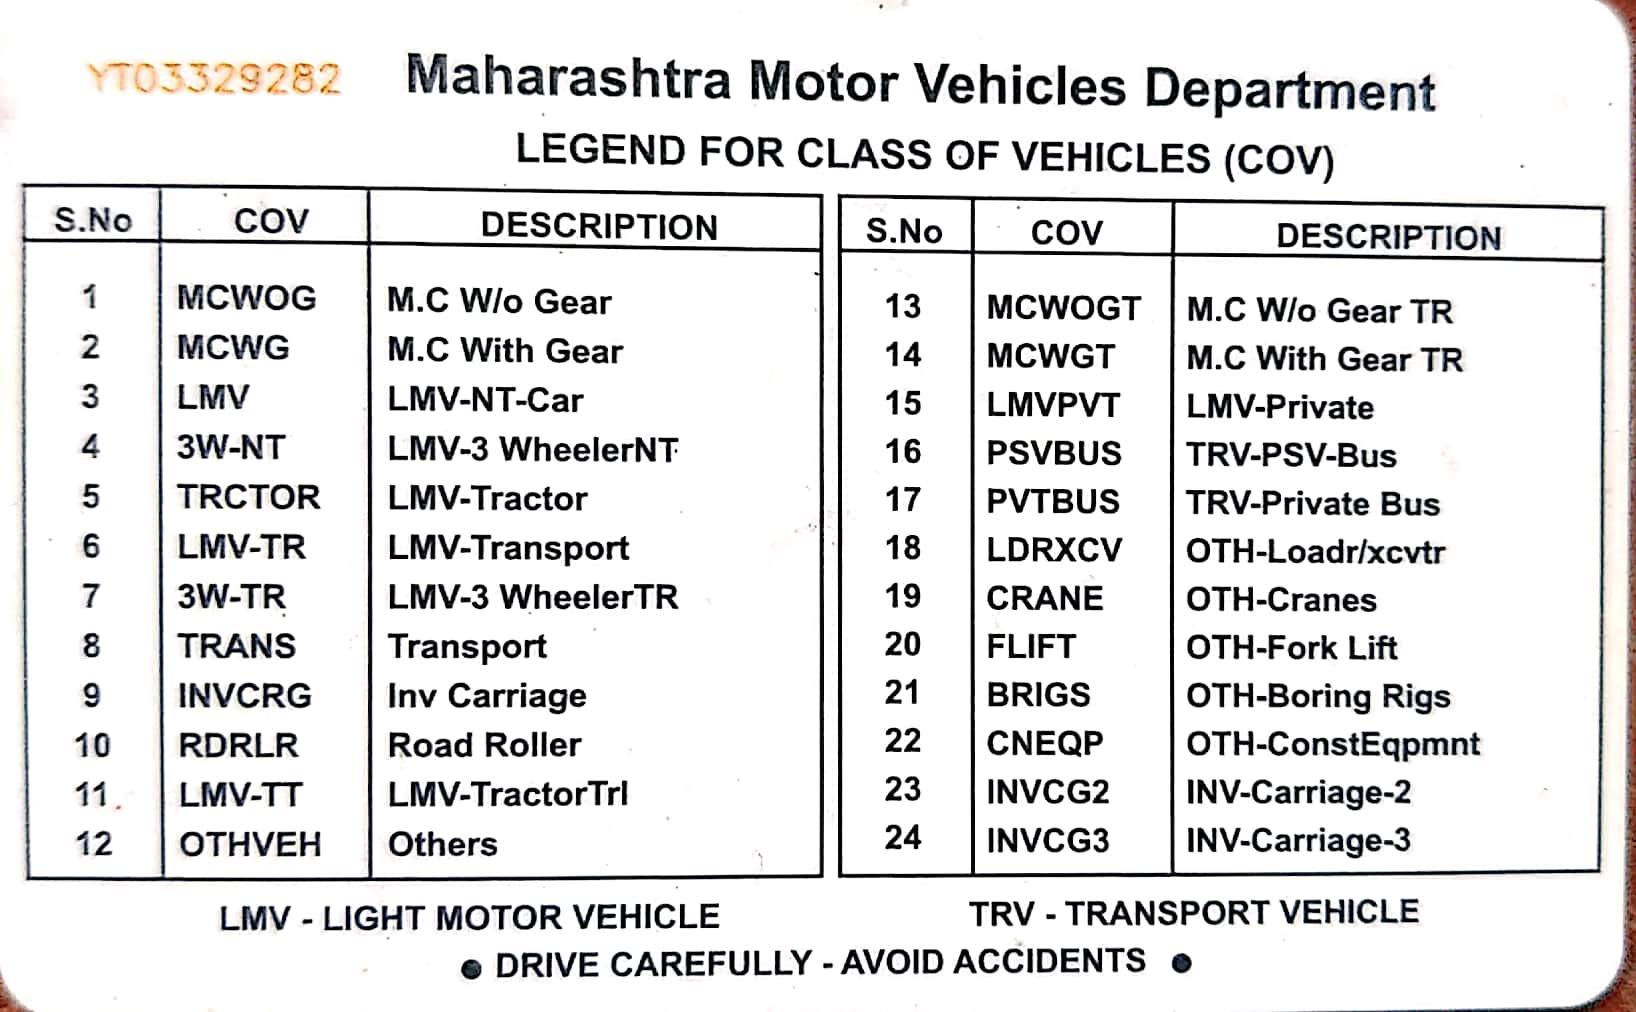 YT03329282 Maharashtra Motor Vehicles Department
LEGEND FOR CLASS OF VEHICLES (COV)
S.No COV DESCRIPTION
1 MCWOG M.C W/o Gear
2 MCWG M.C With Gear
3 LMV LMV-NT-Car
4 3W-NT LMV-3 WheelerNT
5 TRCTOR LMV-Tractor
6 LMV-TR LMV-Transport
7 3W-TR LMV-3 WheelerTR
8 TRANS Transport
9 INVCRG Inv Carriage
10 RDRLR Road Roller
11 LMV-TT LMV-TractorTrl
12 OTHVEH Others
S.No COV DESCRIPTION
13 MCWOGT M.C W/o Gear TR
14 MCWGT M.C With Gear TR
15 LMVPVT LMV-Private
16 PSVBUS TRV-PSV-Bus
17 PVTBUS TRV-Private Bus
18 LDRXCV OTH-Loadr/xcvtr
19 CRANE OTH-Cranes
20 FLIFT OTH-Fork Lift
21 BRIGS OTH-Boring Rigs
22 CNEQP OTH-ConstEqpmnt
23 INVCG2 INV-Carriage-2
24 INVCG3 INV-Carriage-3
LMV - LIGHT MOTOR VEHICLE TRV - TRANSPORT VEHICLE
● DRIVE CAREFULLY - AVOID ACCIDENTS ●